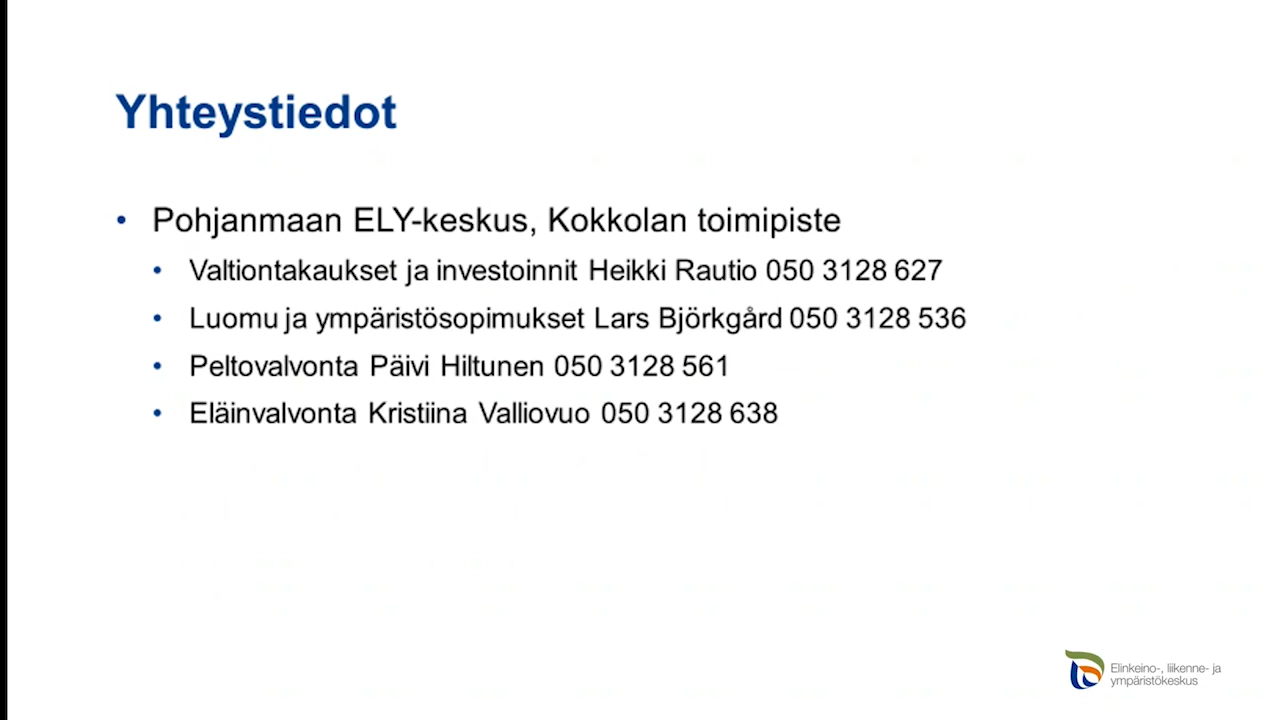 Yhteystiedot
• Pohjanmaan ELY-keskus, Kokkolan toimipiste
• Valtiontakaukset ja investoinnit Heikki Rautio 050 3128 627
• Luomu ja ympäristösopimukset Lars Björkgård 050 3128 536
• Peltovalvonta Päivi Hiltunen 050 3128 561
• Eläinvalvonta Kristiina Valliovuo 050 3128 638
Elinkeino-, liikenne- ja
ympäristökeskus